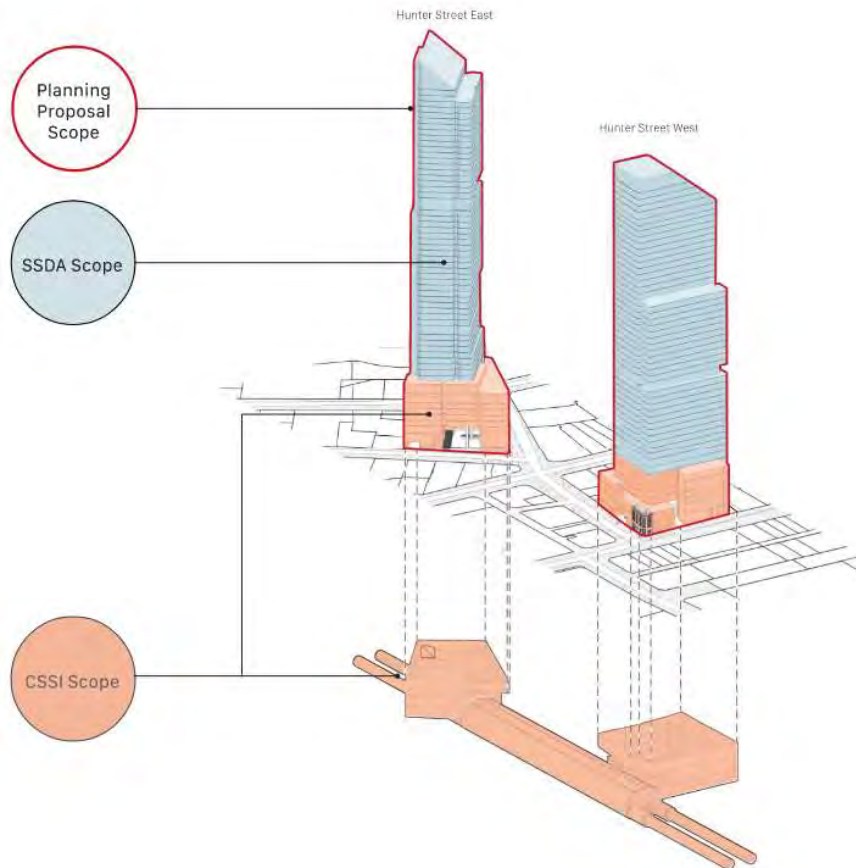 Hunter Street East
Planning
Proposal
Scope
Hunter Street West
SSDA Scope
CSSI Scope